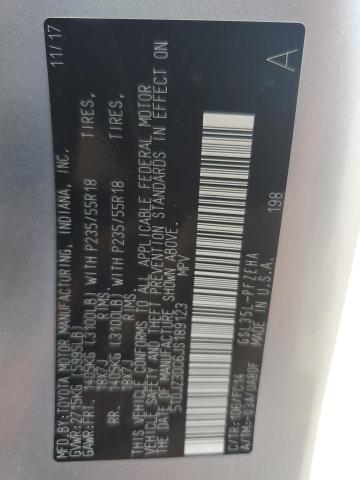 MFD. BY:
TOYOTA MOTOR MANUFACTURING, INDIANA, INC.
11/17
GVWR:2715KG (5995LB)
GAWR:FRT. 1405KG (3100LB) WITH P235/55R18 TIRES,
18X7J RIMS,
RR. 1405KG (3100LB) WITH P235/55R18 TIRES,
18X7J RIMS
THIS VEHICLE CONFORMS TO ALL APPLICABLE FEDERAL MOTOR
VEHICLE SAFETY AND THEFT PREVENTION STANDARDS IN EFFECT ON
THE DATE OF MANUFACTURE SHOWN ABOVE.
5TDJZ3DC6JS189123 MPV
A
198
C/TR:1D6/FC14 GSL35L-PFZEHA
A/TM:-01A/UA80F MADE IN U.S.A.